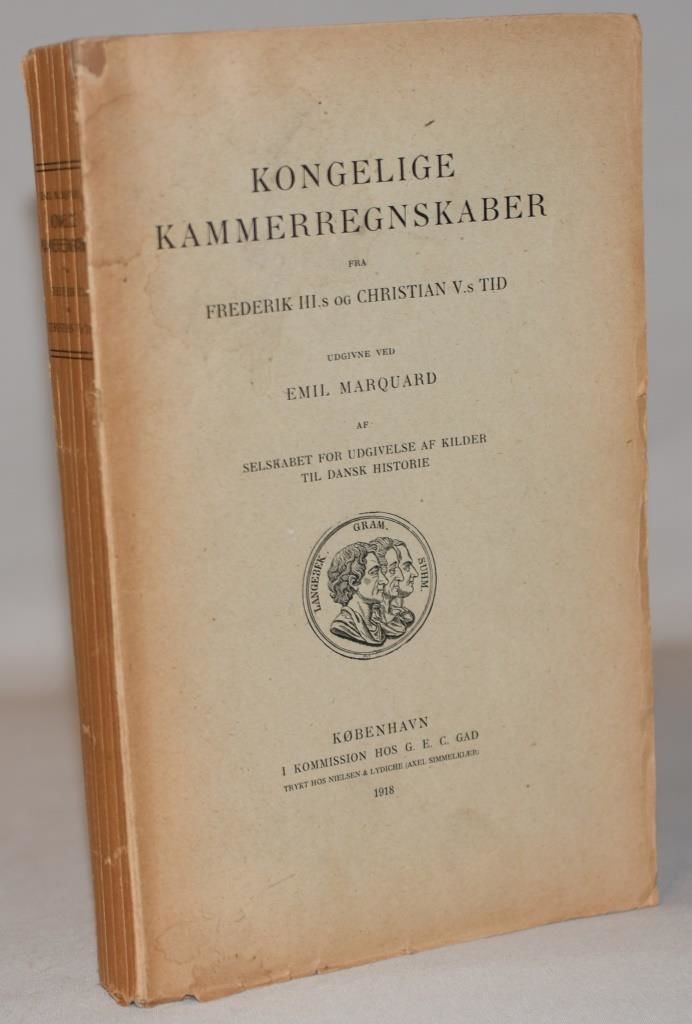 KONGELIGE
KAMMERREGNSKABER
FRA
FREDERIK III.s OG CHRISTIAN V.s TID
UDGIVNE VED
EMIL MARQUARD
AF
SELSKABET FOR UDGIVELSE AF KILDER
TIL DANSK HISTORIE
LANGEBEK. GRAM. SUHM.
KØBENHAVN
I KOMMISSION HOS G. E. C. GAD
TRYKT HOS NIELSEN & LYDICHE (AXEL SIMMELKIÆR)
1918